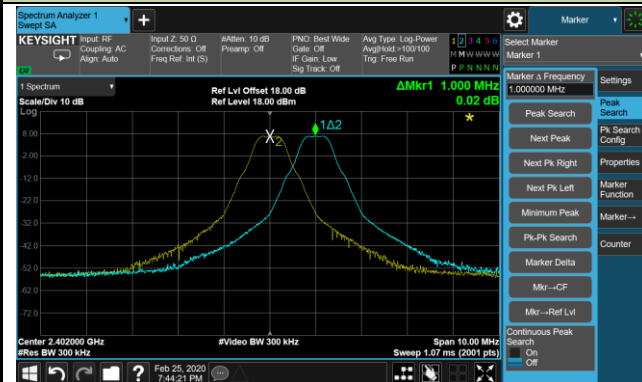 Spectrum Analyzer 1
Swept SA
Marker
KEYSIGHT
Input: RF
Coupling: AC
Align: Auto
Input Z: 50 Ω
Corrections: Off
Freq Ref: Int (S)
#Atten: 10 dB
Preamp: Off
PNO: Best Wide
Gate: Off
IF Gain: Low
Sig Track: Off
Avg Type: Log-Power
Avg|Hold:>100/100
Trig: Free Run
1 2 3 4 5 6
M M W W W W
P P N N N N
Select Marker
Marker 1
1 Spectrum
Scale/Div 10 dB
Ref Lvl Offset 18.00 dB
Ref Level 18.00 dBm
ΔMkr1 1.000 MHz
0.02 dB
Log
8.00
-2.00
-12.0
-22.0
-32.0
-42.0
-52.0
-62.0
-72.0
X2
1Δ2
*
Center 2.402000 GHz
#Res BW 300 kHz
#Video BW 300 kHz
Span 10.00 MHz
Sweep 1.07 ms (2001 pts)
Marker Δ Frequency
1.000000 MHz
Peak Search
Next Peak
Next Pk Right
Next Pk Left
Minimum Peak
Pk-Pk Search
Marker Delta
Mkr→CF
Mkr→Ref Lvl
Continuous Peak
Search
On
Off
Settings
Peak
Search
Pk Search
Config
Properties
Marker
Function
Marker→
Counter
Feb 25, 2020
7:44:21 PM